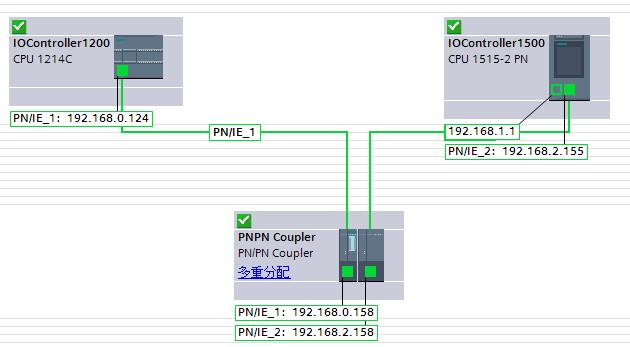 IOController1200
CPU 1214C
IOController1500
CPU 1515-2 PN
PN/IE_1: 192.168.0.124
PN/IE_1
192.168.1.1
PN/IE_2: 192.168.2.155
PNPN Coupler
PN/PN Coupler
多重分配
PN/IE_1: 192.168.0.158
PN/IE_2: 192.168.2.158